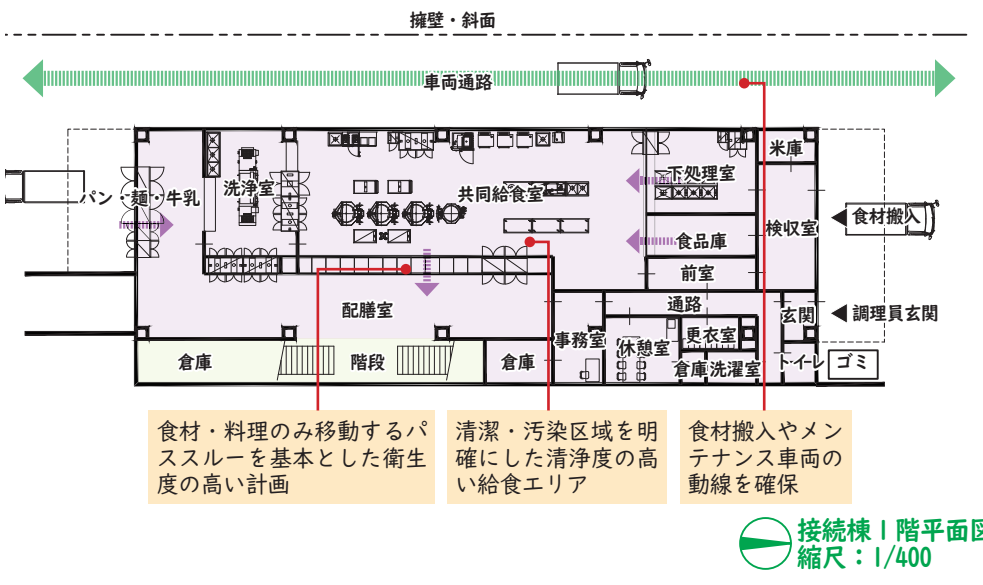 擁壁・斜面
車両通路
米庫
下処理室
洗浄室
共同給食室
パン・麺・牛乳
食材搬入
検収室
食品庫
前室
通路
配膳室
玄関
調理員玄関
事務室
休憩室
更衣室
倉庫
階段
倉庫
倉庫
洗濯室
トイレ
ゴミ
食材・料理のみ移動するパ
ススルーを基本とした衛生
度の高い計画
清潔・汚染区域を明
確にした清浄度の高
い給食エリア
食材搬入やメン
テナンス車両の
動線を確保
接続棟1階平面図
縮尺：1/400